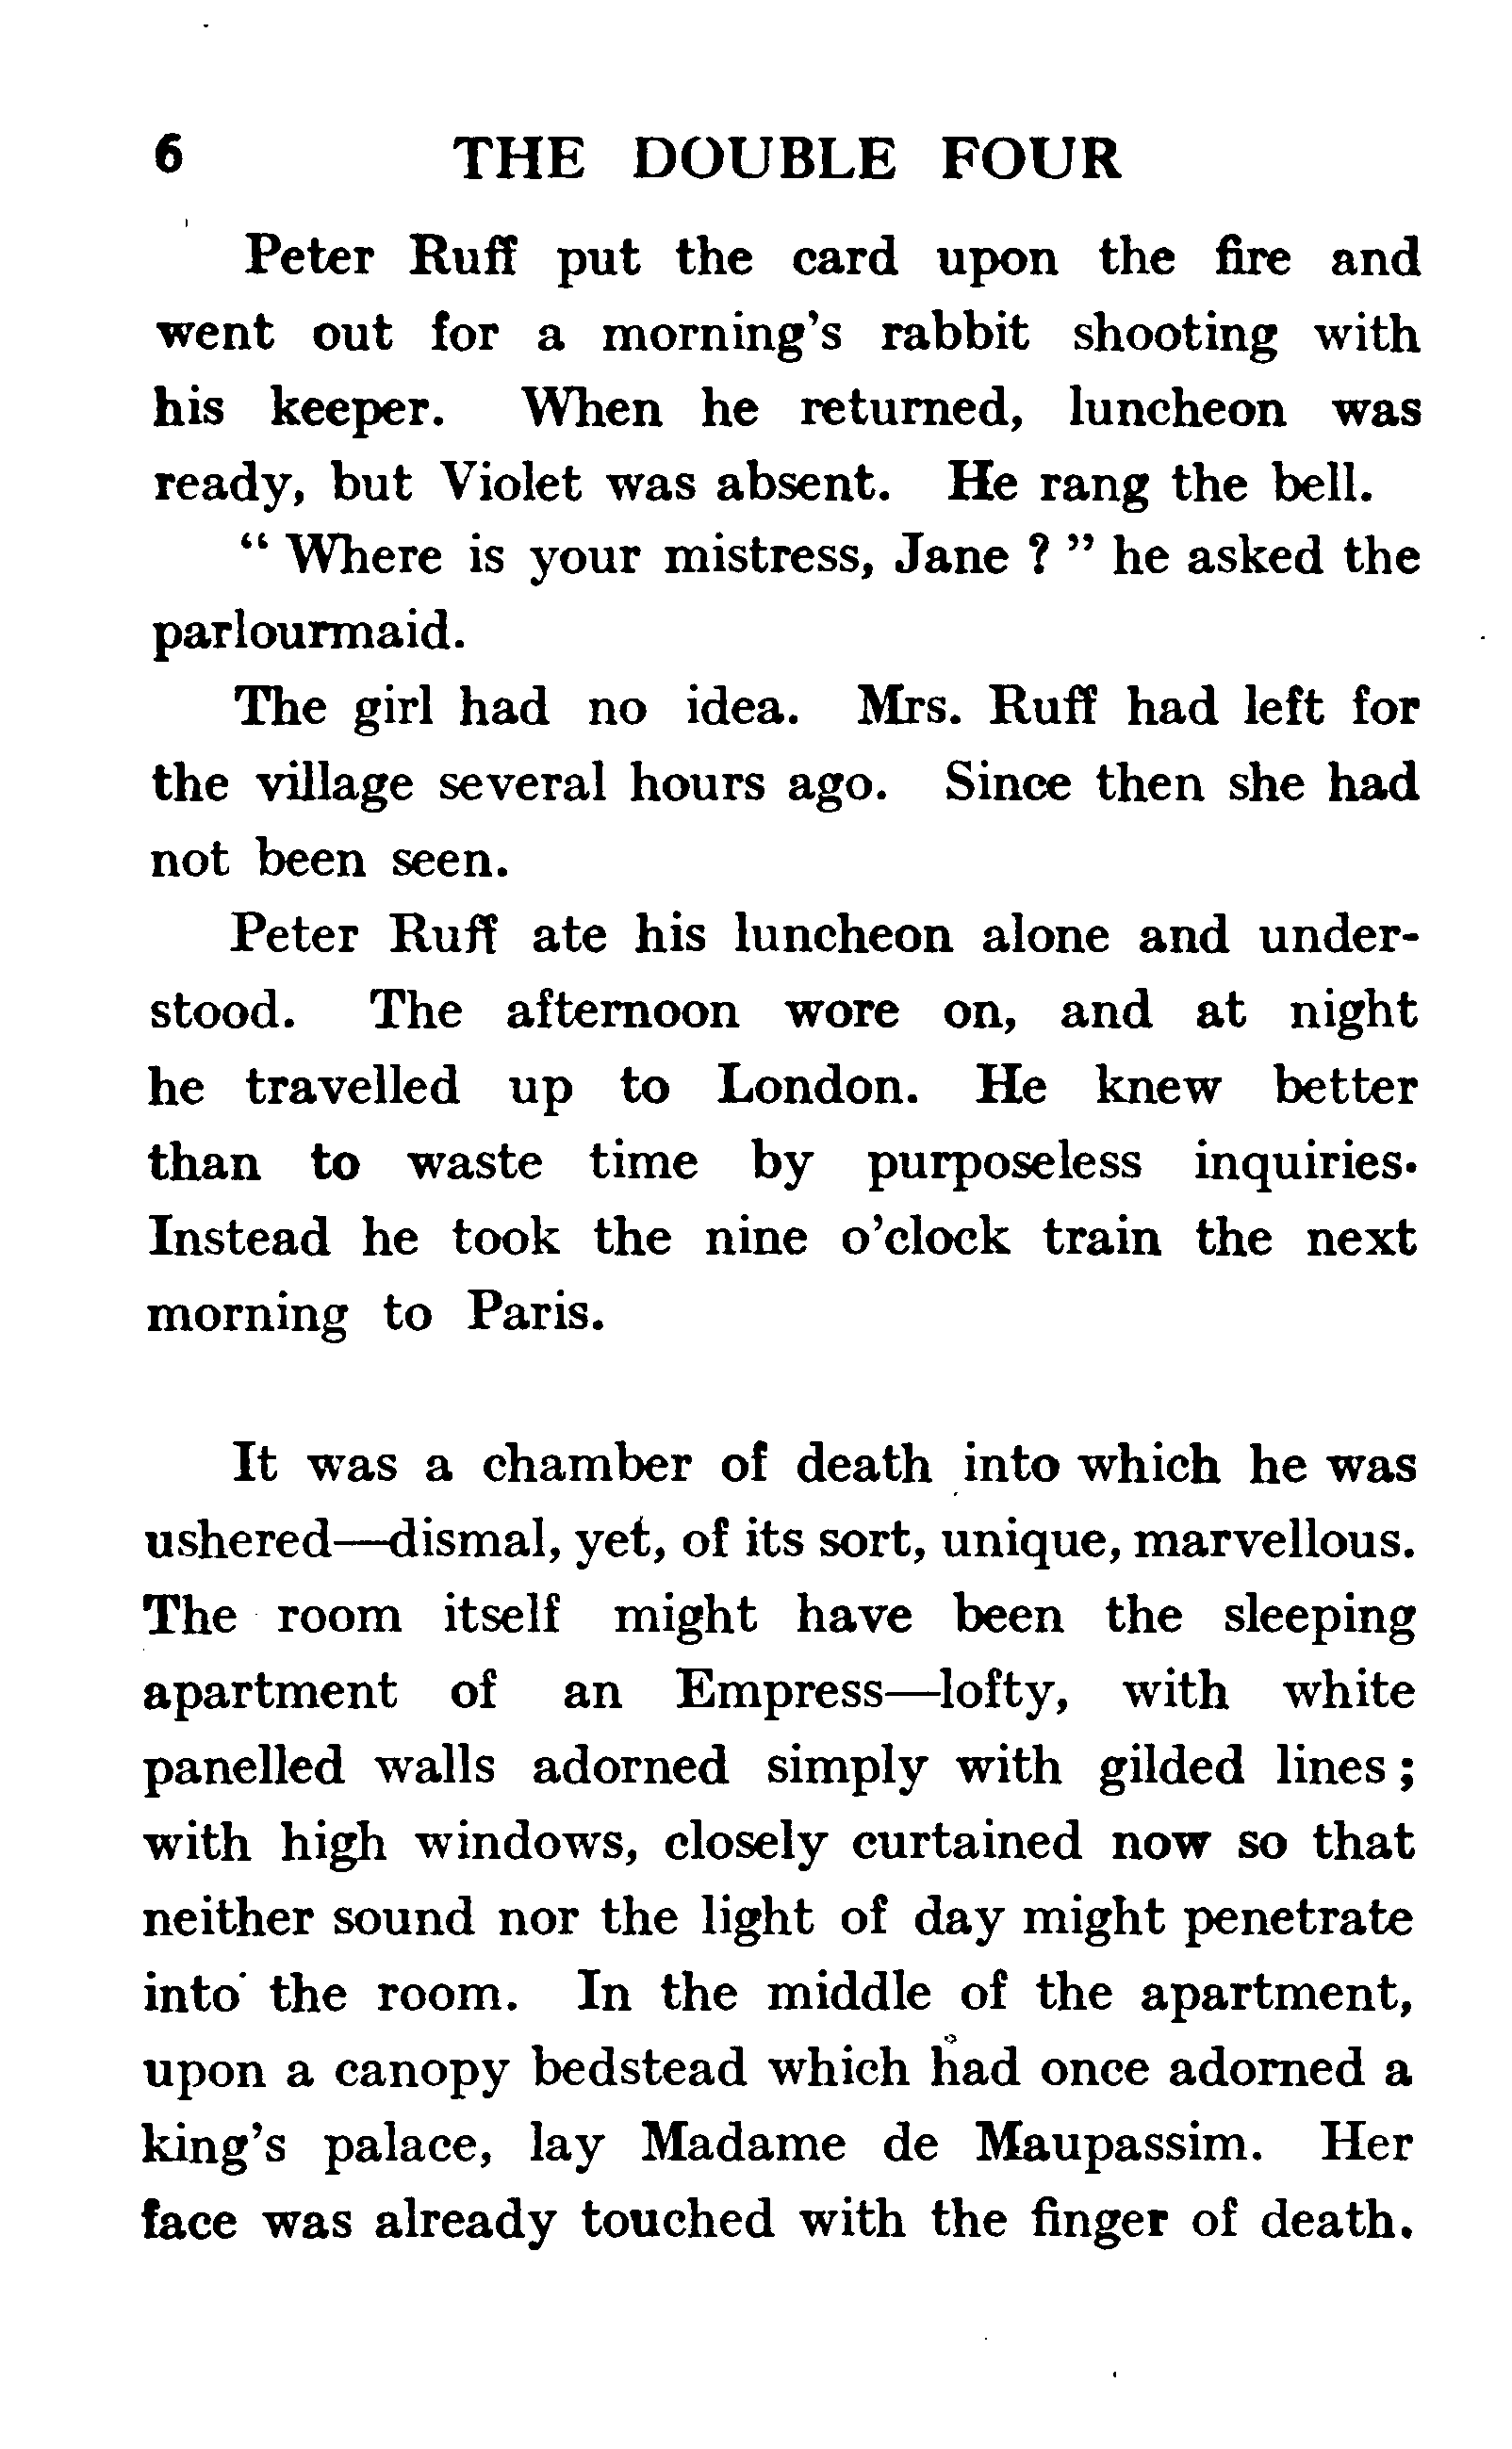 6 THE DOUBLE FOUR
Peter Ruff put the card upon the fire and
went out for a morning's rabbit shooting with
his keeper. When he returned, luncheon was
ready, but Violet was absent. He rang the bell.
“ Where is your mistress, Jane ? ” he asked the
parlourmaid.
The girl had no idea. Mrs. Ruff had left for
the village several hours ago. Since then she had
not been seen.
Peter Ruff ate his luncheon alone and under-
stood. The afternoon wore on, and at night
he travelled up to London. He knew better
than to waste time by purposeless inquiries.
Instead he took the nine o'clock train the next
morning to Paris.
It was a chamber of death into which he was
ushered—dismal, yet, of its sort, unique, marvellous.
The room itself might have been the sleeping
apartment of an Empress—lofty, with white
panelled walls adorned simply with gilded lines ;
with high windows, closely curtained now so that
neither sound nor the light of day might penetrate
into the room. In the middle of the apartment,
upon a canopy bedstead which had once adorned a
king's palace, lay Madame de Maupassim. Her
face was already touched with the finger of death.